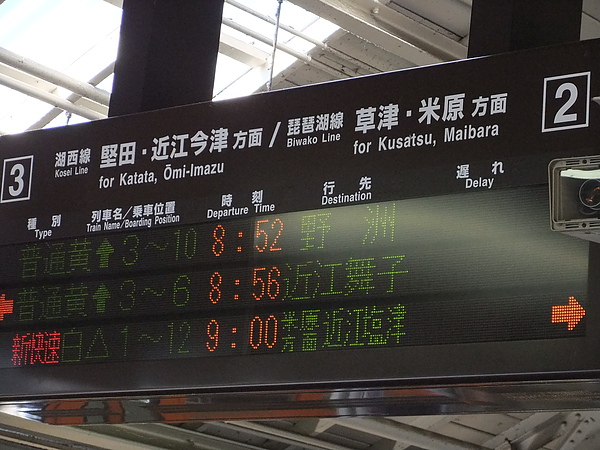 3 湖西線 Kosei Line 堅田・近江今津 方面 for Katata, Ōmi-Imazu / 琵琶湖線 Biwako Line 草津・米原 方面 for Kusatsu, Maibara 2
種別 Type 列車名／乗車位置 Train Name/Boarding Position 時刻 Departure Time 行先 Destination 遅れ Delay
普通 黄↑ 3～10 8:52 野洲
普通 黄↑ 3～6 8:56 近江舞子
新快速 白△ 1～12 9:00 米原方面 近江塩津